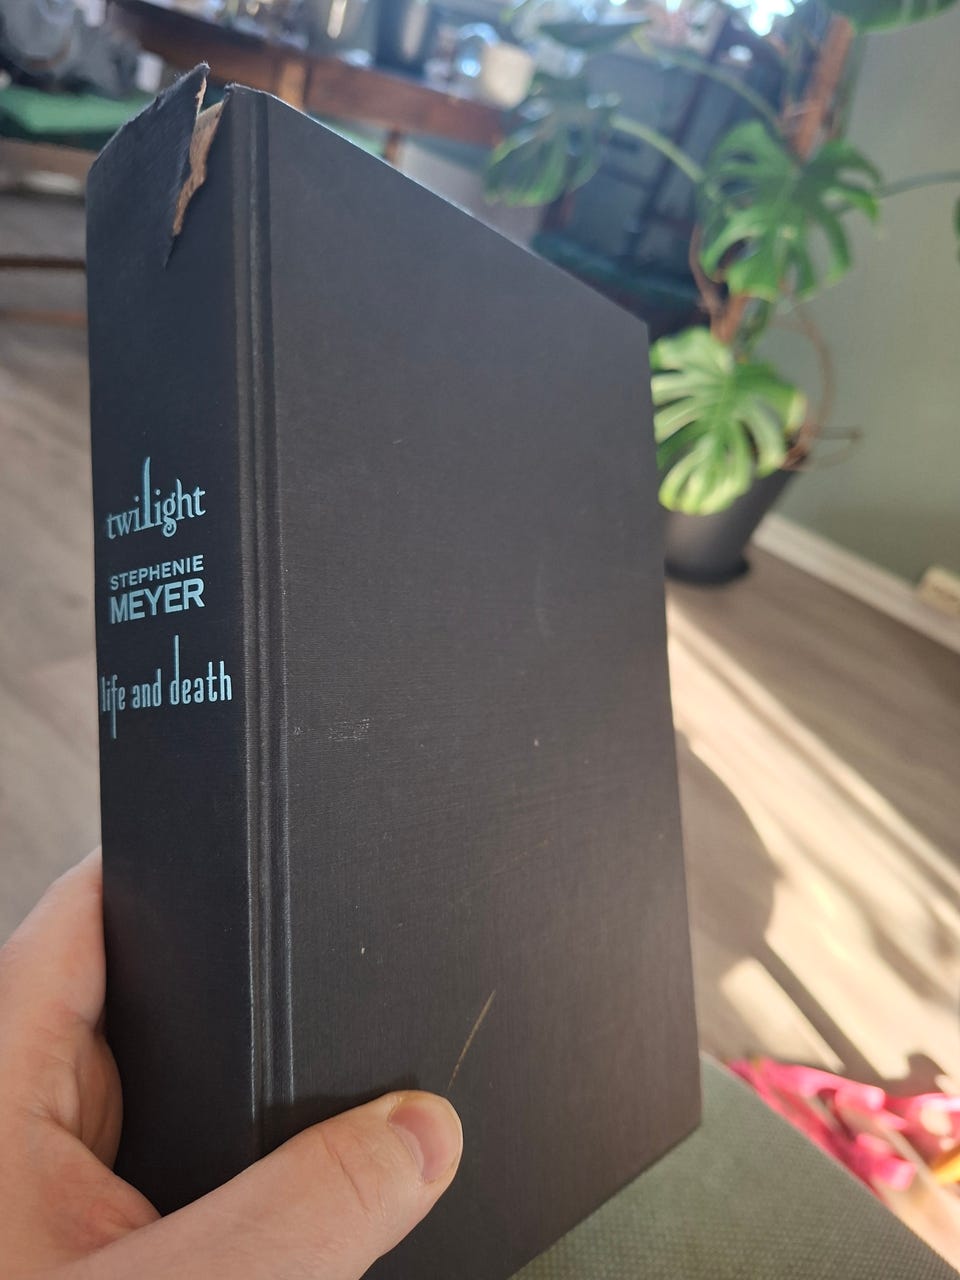 twilight
STEPHENIE
MEYER
life and death